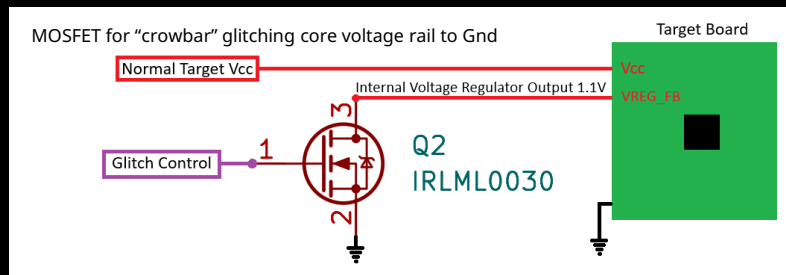 MOSFET for “crowbar” glitching core voltage rail to Gnd
Target Board
Normal Target Vcc
Vcc
Internal Voltage Regulator Output 1.1V
VREG_FB
3
Glitch Control
1
Q2
IRLML0030
2